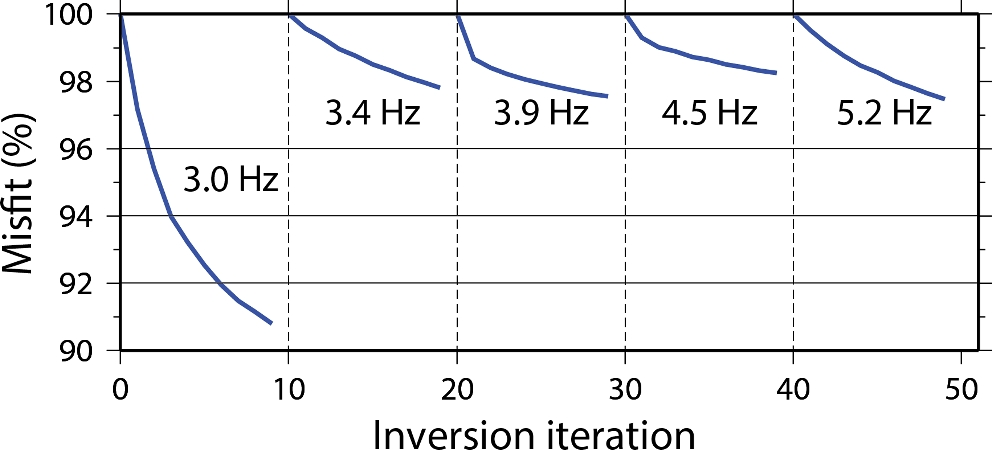 100
98
96
94
92
90
Misfit (%)
3.0 Hz
3.4 Hz
3.9 Hz
4.5 Hz
5.2 Hz
0 10 20 30 40 50
Inversion iteration